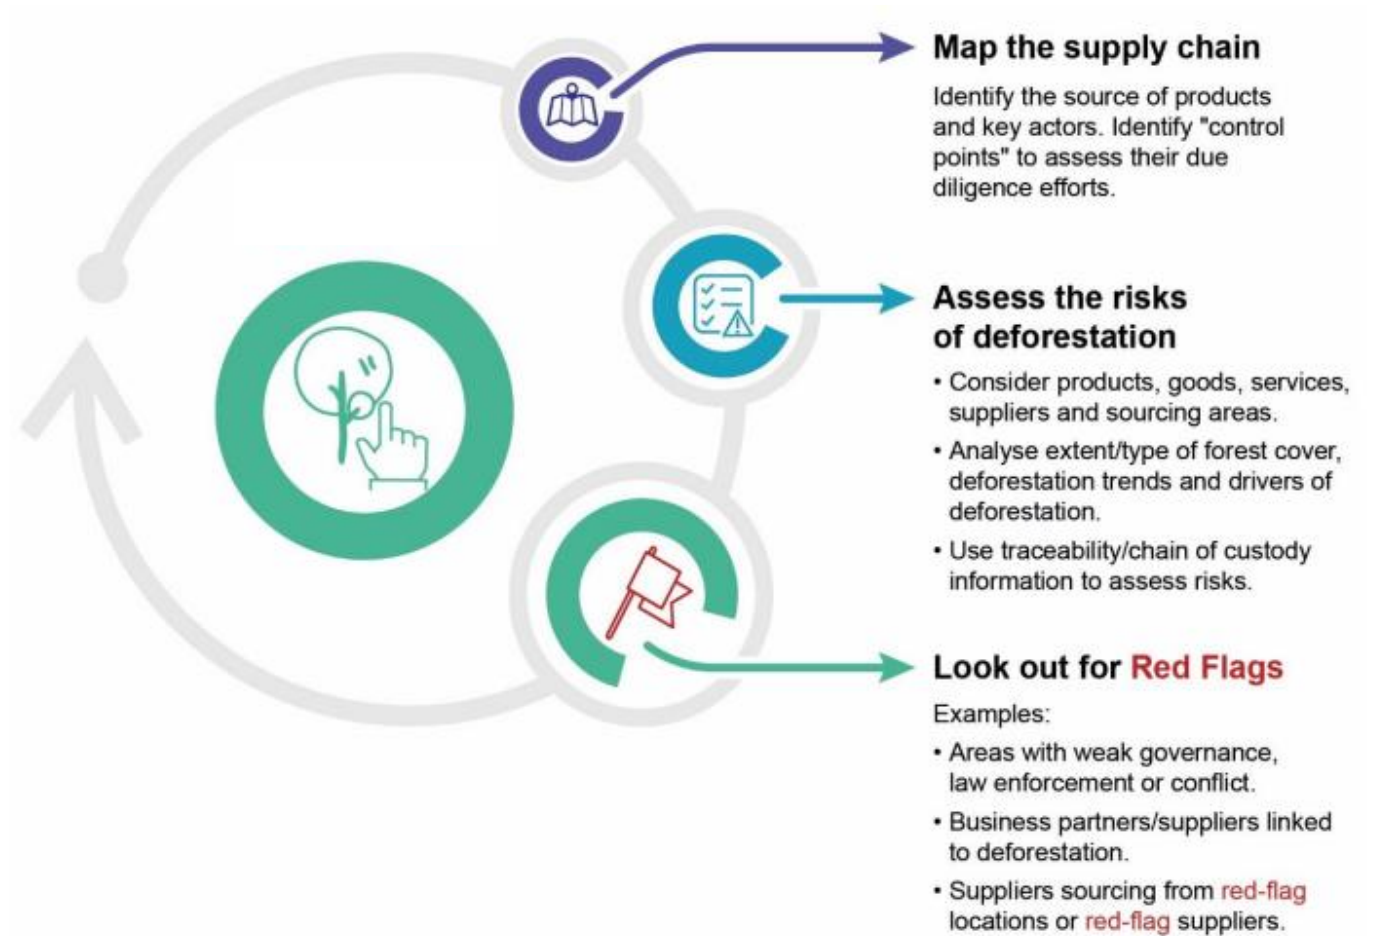 Map the supply chain
Identify the source of products
and key actors. Identify "control
points" to assess their due
diligence efforts.
Assess the risks
of deforestation
• Consider products, goods, services,
suppliers and sourcing areas.
• Analyse extent/type of forest cover,
deforestation trends and drivers of
deforestation.
• Use traceability/chain of custody
information to assess risks.
Look out for Red Flags
Examples:
• Areas with weak governance,
law enforcement or conflict.
• Business partners/suppliers linked
to deforestation.
• Suppliers sourcing from red-flag
locations or red-flag suppliers.